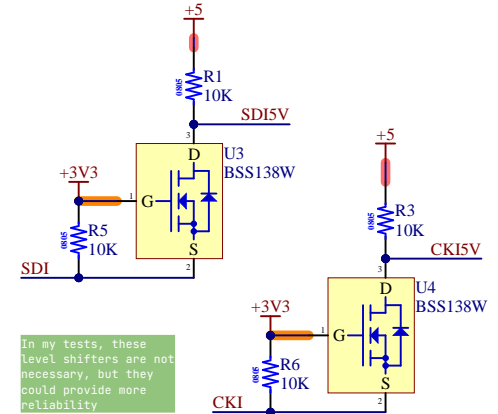 +5
R1
0805
10K
SDI5V
3
D
U3
BSS138W
+3V3
1
G
R5
0805
10K
S
2
SDI
+5
R3
0805
10K
CKI5V
3
D
U4
BSS138W
+3V3
1
G
R6
0805
10K
S
2
CKI
In my tests, these
level shifters are not
necessary, but they
could provide more
reliability